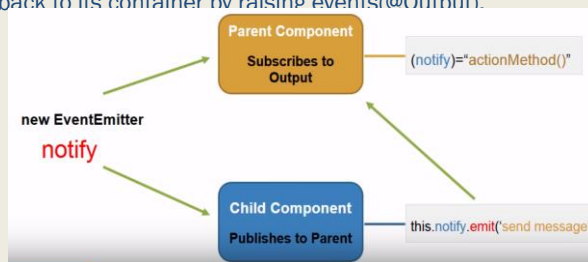 back to its container by raising events(@Output).
Parent Component
Subscribes to
Output
(notify)=“actionMethod()”
new EventEmitter
notify
Child Component
Publishes to Parent
this.notify.emit(‘send message